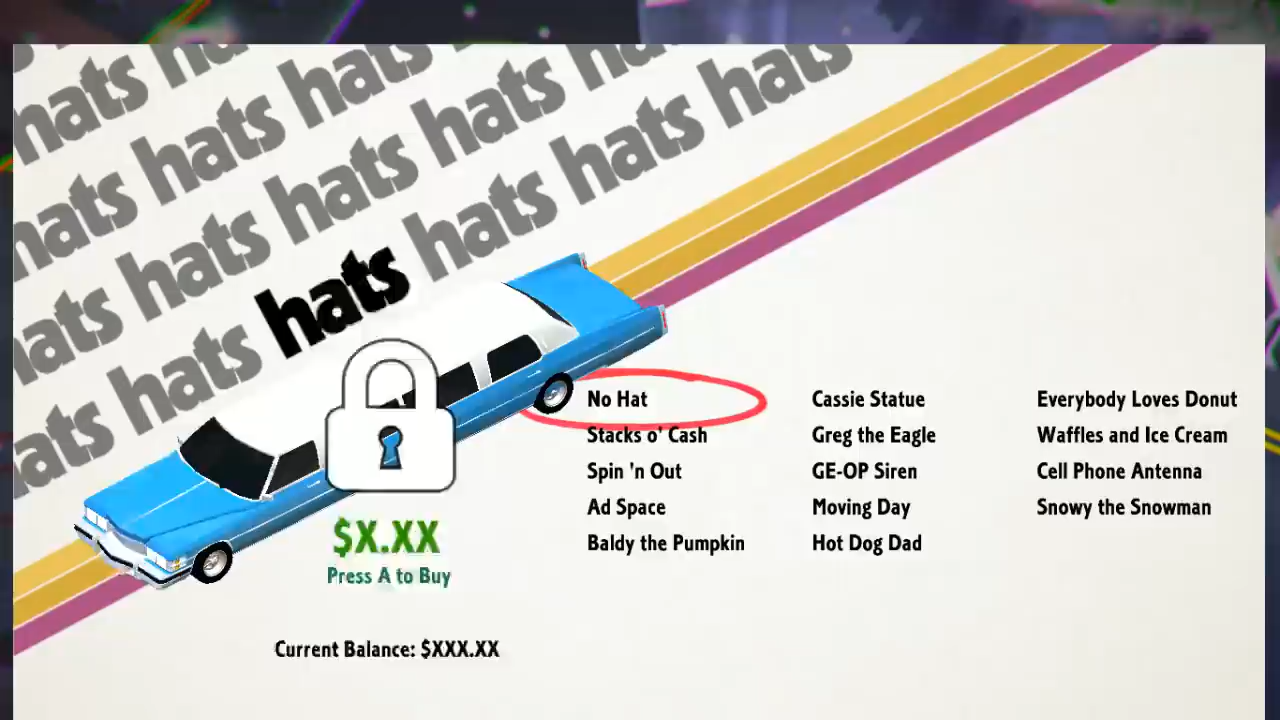 hats hats hats
hats hats hats hats
hats hats hats hats hats
hats hats hats hats hats hats
No Hat
Stacks o' Cash
Spin 'n Out
Ad Space
Baldy the Pumpkin
Cassie Statue
Greg the Eagle
GE-OP Siren
Moving Day
Hot Dog Dad
Everybody Loves Donut
Waffles and Ice Cream
Cell Phone Antenna
Snowy the Snowman
$X.XX
Press A to Buy
Current Balance: $XXX.XX